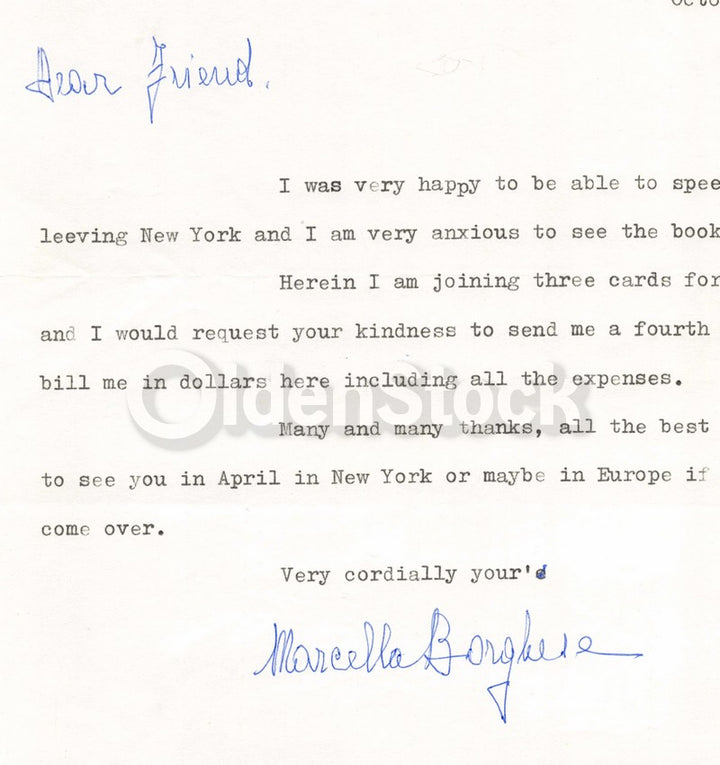 Octo
Dear Friend.
I was very happy to be able to spee
leeving New York and I am very anxious to see the book
Herein I am joining three cards for
and I would request your kindness to send me a fourth
bill me in dollars here including all the expenses.
OldenStock
Many and many thanks, all the best
to see you in April in New York or maybe in Europe if
come over.
Very cordially your'd
Marcella Borghese